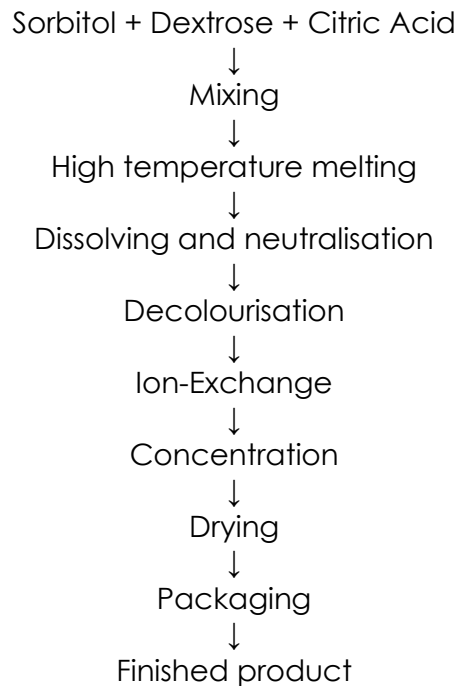 Sorbitol + Dextrose + Citric Acid
↓
Mixing
↓
High temperature melting
↓
Dissolving and neutralisation
↓
Decolourisation
↓
Ion-Exchange
↓
Concentration
↓
Drying
↓
Packaging
↓
Finished product